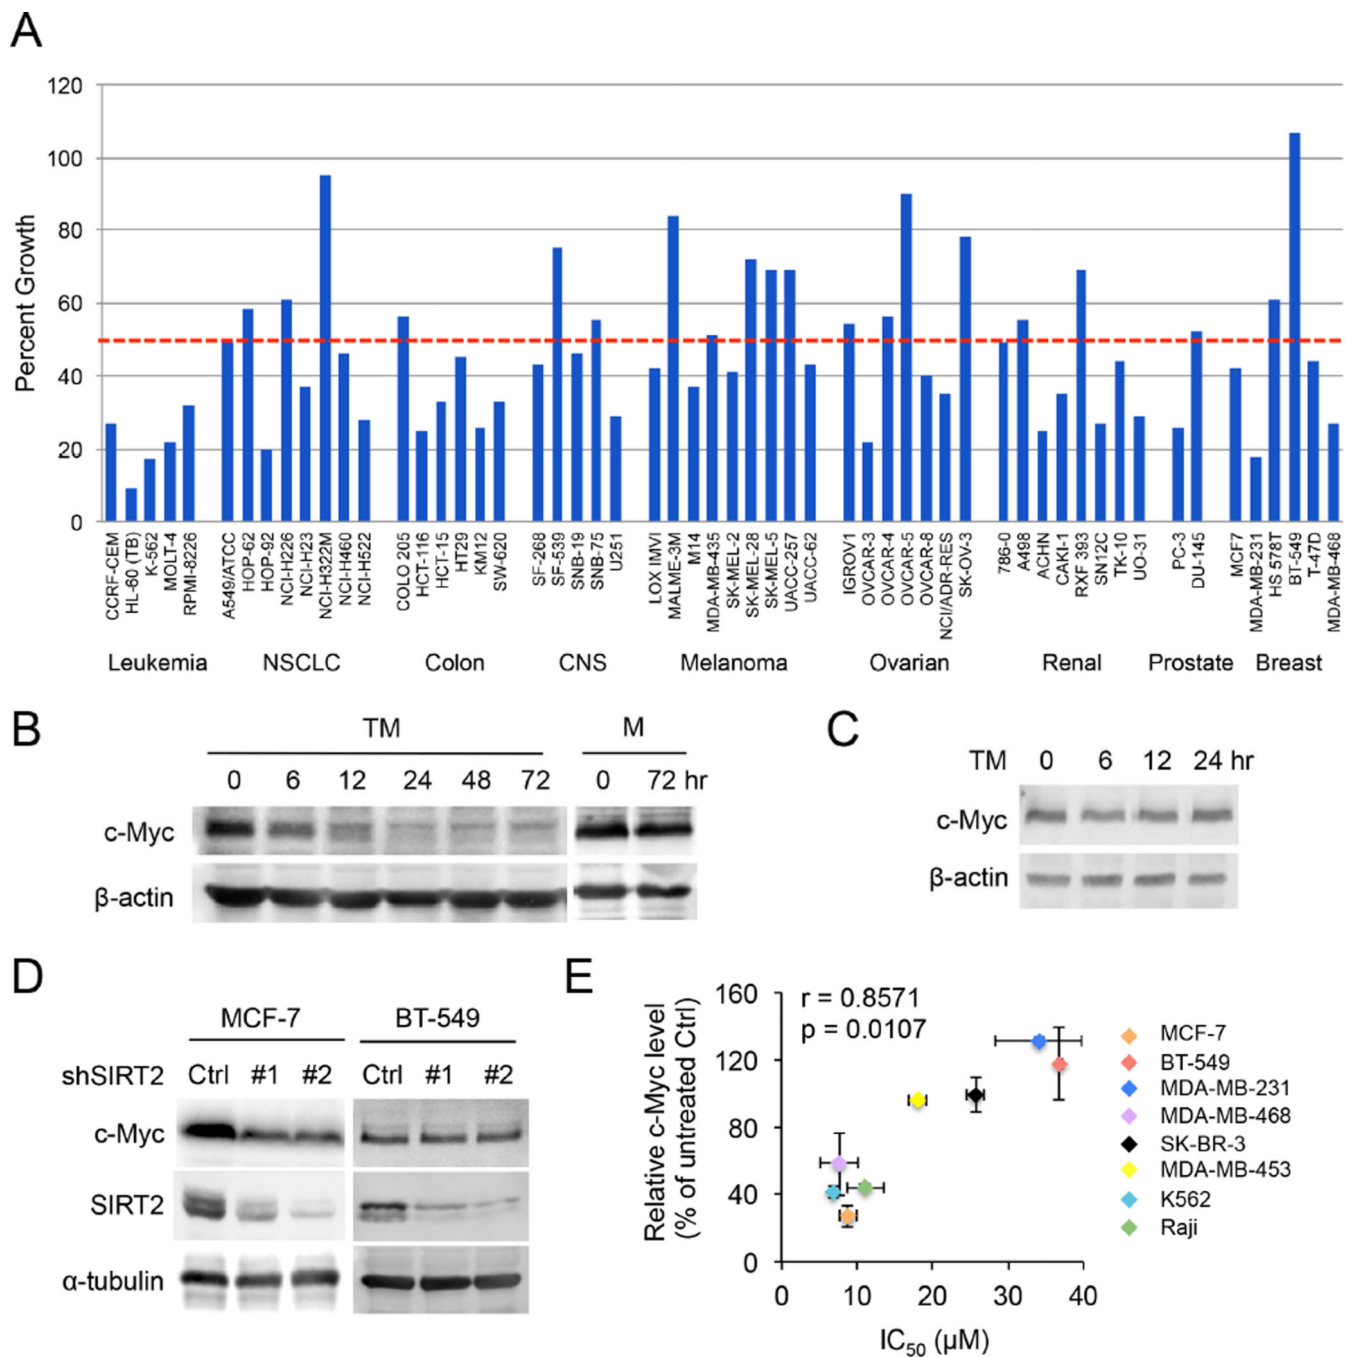 A
120
100
80
60
40
20
0
Percent Growth
CCRF-CEM
HL-60 (TB)
K-562
MOLT-4
RPMI-8226
A549/ATCC
HOP-62
HOP-92
NCI-H226
NCI-H23
NCI-H322M
NCI-H460
NCI-H522
COLO 205
HCT-116
HCT-15
HT29
KM12
SW-620
SF-268
SF-539
SNB-19
SNB-75
U251
LOX IMVI
MALME-3M
M14
MDA-MB-435
SK-MEL-2
SK-MEL-28
SK-MEL-5
UACC-257
UACC-62
IGROV1
OVCAR-3
OVCAR-4
OVCAR-5
OVCAR-8
NCI/ADR-RES
SK-OV-3
786-0
A498
ACHN
CAKI-1
RXF 393
SN12C
TK-10
UO-31
PC-3
DU-145
MCF7
MDA-MB-231
HS 578T
BT-549
T-47D
MDA-MB-468
Leukemia NSCLC Colon CNS Melanoma Ovarian Renal Prostate Breast
B
TM M
0 6 12 24 48 72 0 72 hr
c-Myc
β-actin
C
TM 0 6 12 24 hr
c-Myc
β-actin
D
MCF-7 BT-549
shSIRT2 Ctrl #1 #2 Ctrl #1 #2
c-Myc
SIRT2
α-tubulin
E
Relative c-Myc level
(% of untreated Ctrl)
160
120
80
40
0
r = 0.8571
p = 0.0107
0 10 20 30 40
IC50 (µM)
MCF-7
BT-549
MDA-MB-231
MDA-MB-468
SK-BR-3
MDA-MB-453
K562
Raji